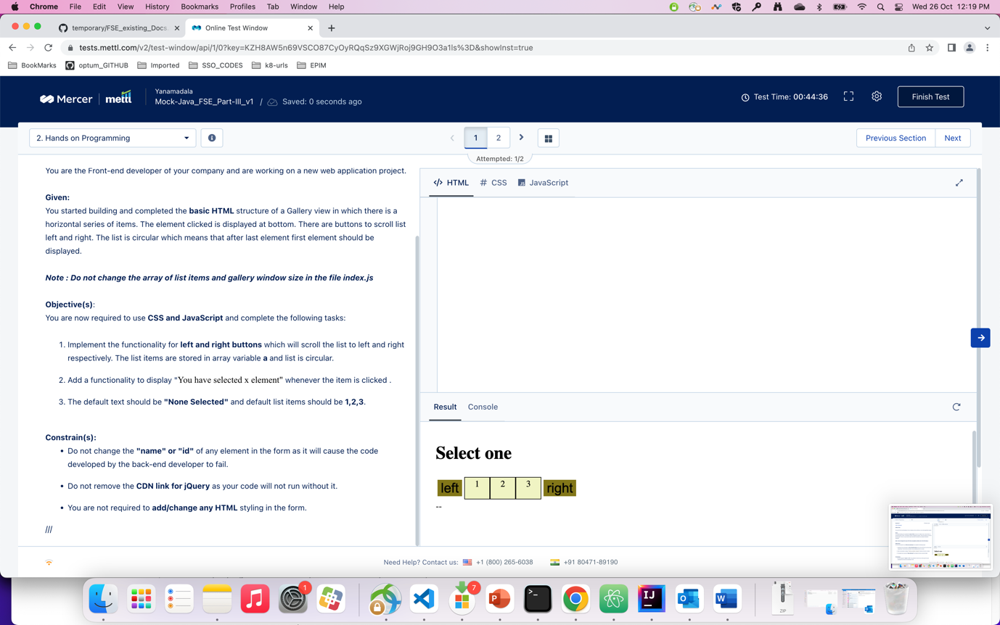 Chrome File Edit View History Bookmarks Profiles Tab Window Help Wed 26 Oct 12:19 PM
temporary/FSE_existing_Docs. Online Test Window
tests.mettl.com/v2/test-window/api/1/0?key=KZH8AW5n69VSCO87CyOyRQqSz9XGWjRoj9GH9O3a1ls%3D&showInst=true
BookMarks optum_GITHUB Imported SSO_CODES k8-urls EPIM
Mercer mettl
Yanamadala
Mock-Java_FSE_Part-III_v1 / Saved: 0 seconds ago
Test Time: 00:44:36 Finish Test
2. Hands on Programming 1 2 Previous Section Next
Attempted: 1/2
You are the Front-end developer of your company and are working on a new web application project.
Given:
You started building and completed the basic HTML structure of a Gallery view in which there is a
horizontal series of items. The element clicked is displayed at bottom. There are buttons to scroll list
left and right. The list is circular which means that after last element first element should be
displayed.
Note : Do not change the array of list items and gallery window size in the file index.js
Objective(s):
You are now required to use CSS and JavaScript and complete the following tasks:
1. Implement the functionality for left and right buttons which will scroll the list to left and right
respectively. The list items are stored in array variable a and list is circular.
2. Add a functionality to display "You have selected x element" whenever the item is clicked .
3. The default text should be "None Selected" and default list items should be 1,2,3.
Constrain(s):
• Do not change the "name" or "id" of any element in the form as it will cause the code
developed by the back-end developer to fail.
• Do not remove the CDN link for jQuery as your code will not run without it.
• You are not required to add/change any HTML styling in the form.
///
</> HTML # CSS JavaScript
Result Console
Select one
left 1 2 3 right
--
Need Help? Contact us: +1 (800) 265-6038 +91 80471-89190
1
7
ZIP